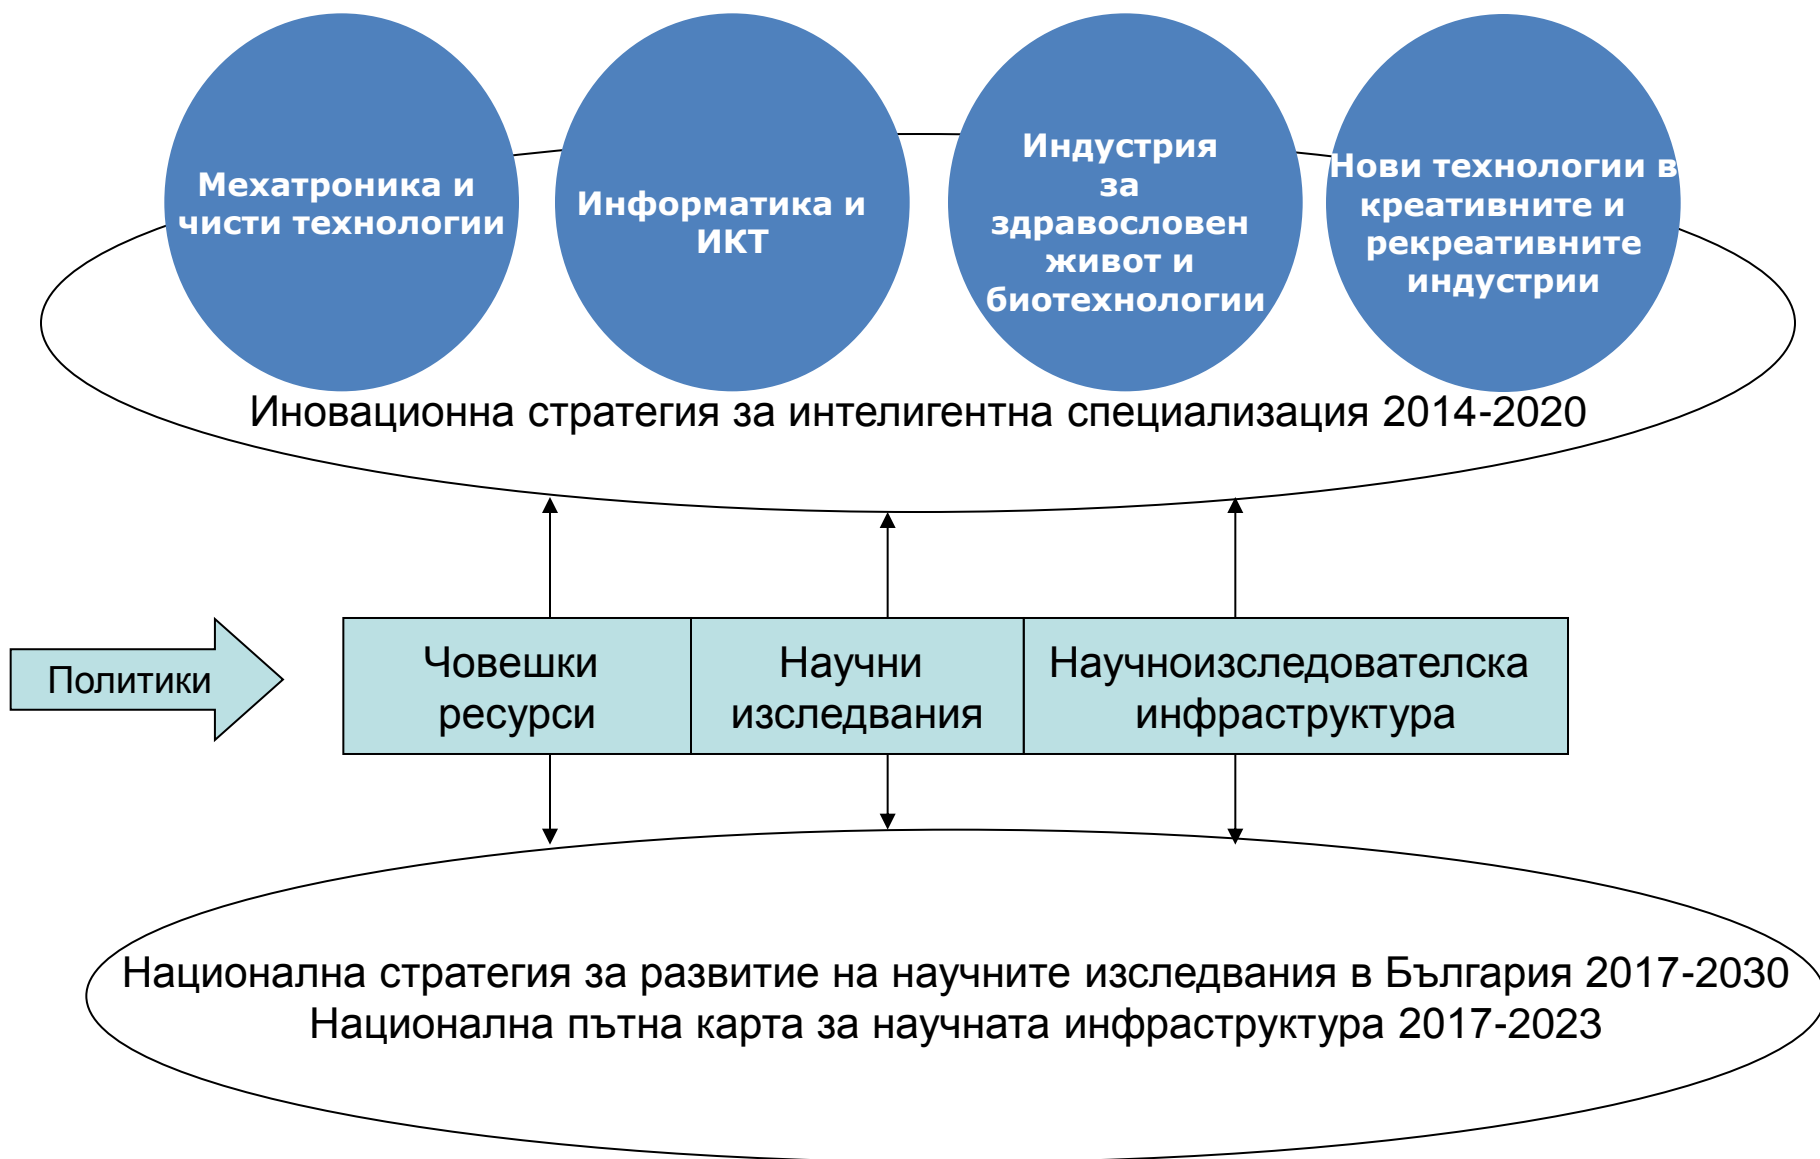 Мехатроника и
чисти технологии
Информатика и
ИКТ
Индустрия
за
здравословен
живот и
биотехнологии
Нови технологии в
креативните и
рекреативните
индустрии
Иновационна стратегия за интелигентна специализация 2014-2020
Политики
Човешки
ресурси
Научни
изследвания
Научноизследователска
инфраструктура
Национална стратегия за развитие на научните изследвания в България 2017-2030
Национална пътна карта за научната инфраструктура 2017-2023